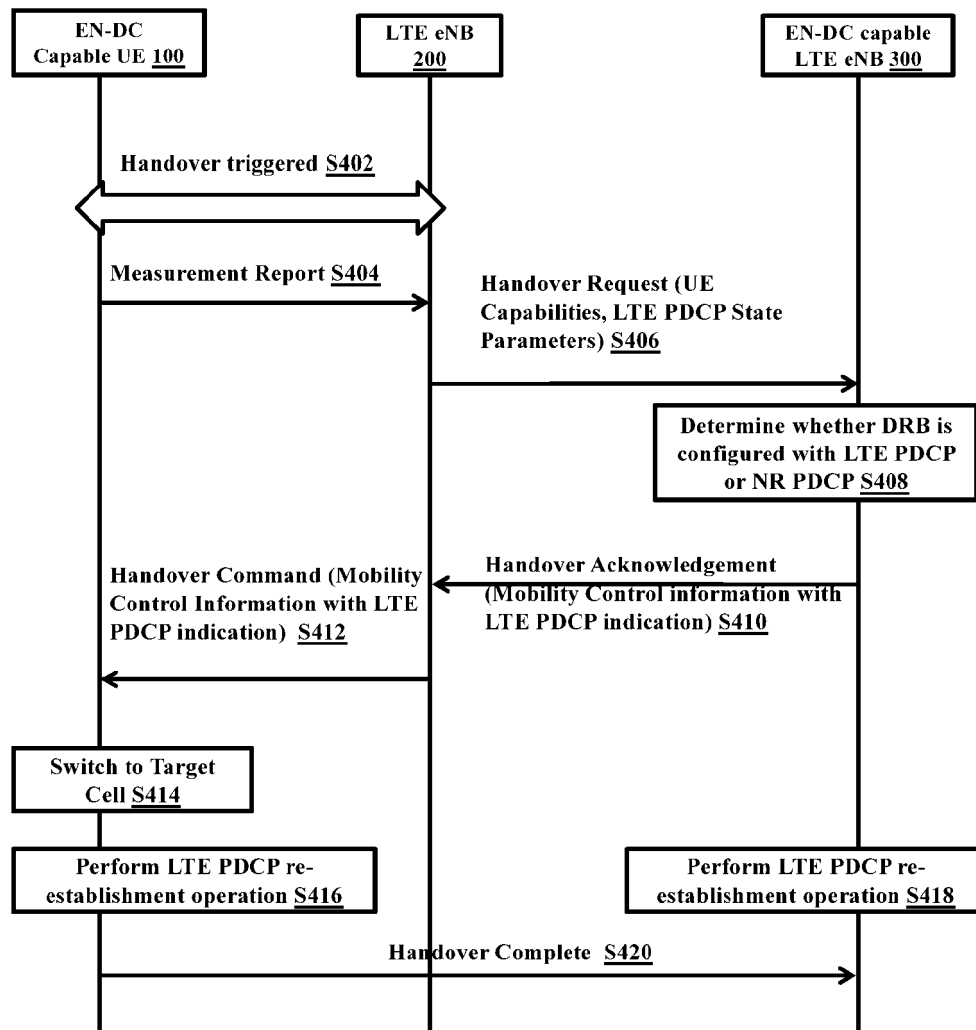 EN-DC
Capable UE 100
LTE eNB
200
EN-DC capable
LTE eNB 300
Handover triggered S402
Measurement Report S404
Handover Request (UE
Capabilities, LTE PDCP State
Parameters) S406
Determine whether DRB is
configured with LTE PDCP
or NR PDCP S408
Handover Acknowledgement
(Mobility Control information with
LTE PDCP indication) S410
Handover Command (Mobility
Control Information with LTE
PDCP indication) S412
Switch to Target
Cell S414
Perform LTE PDCP re-
establishment operation S416
Perform LTE PDCP re-
establishment operation S418
Handover Complete S420